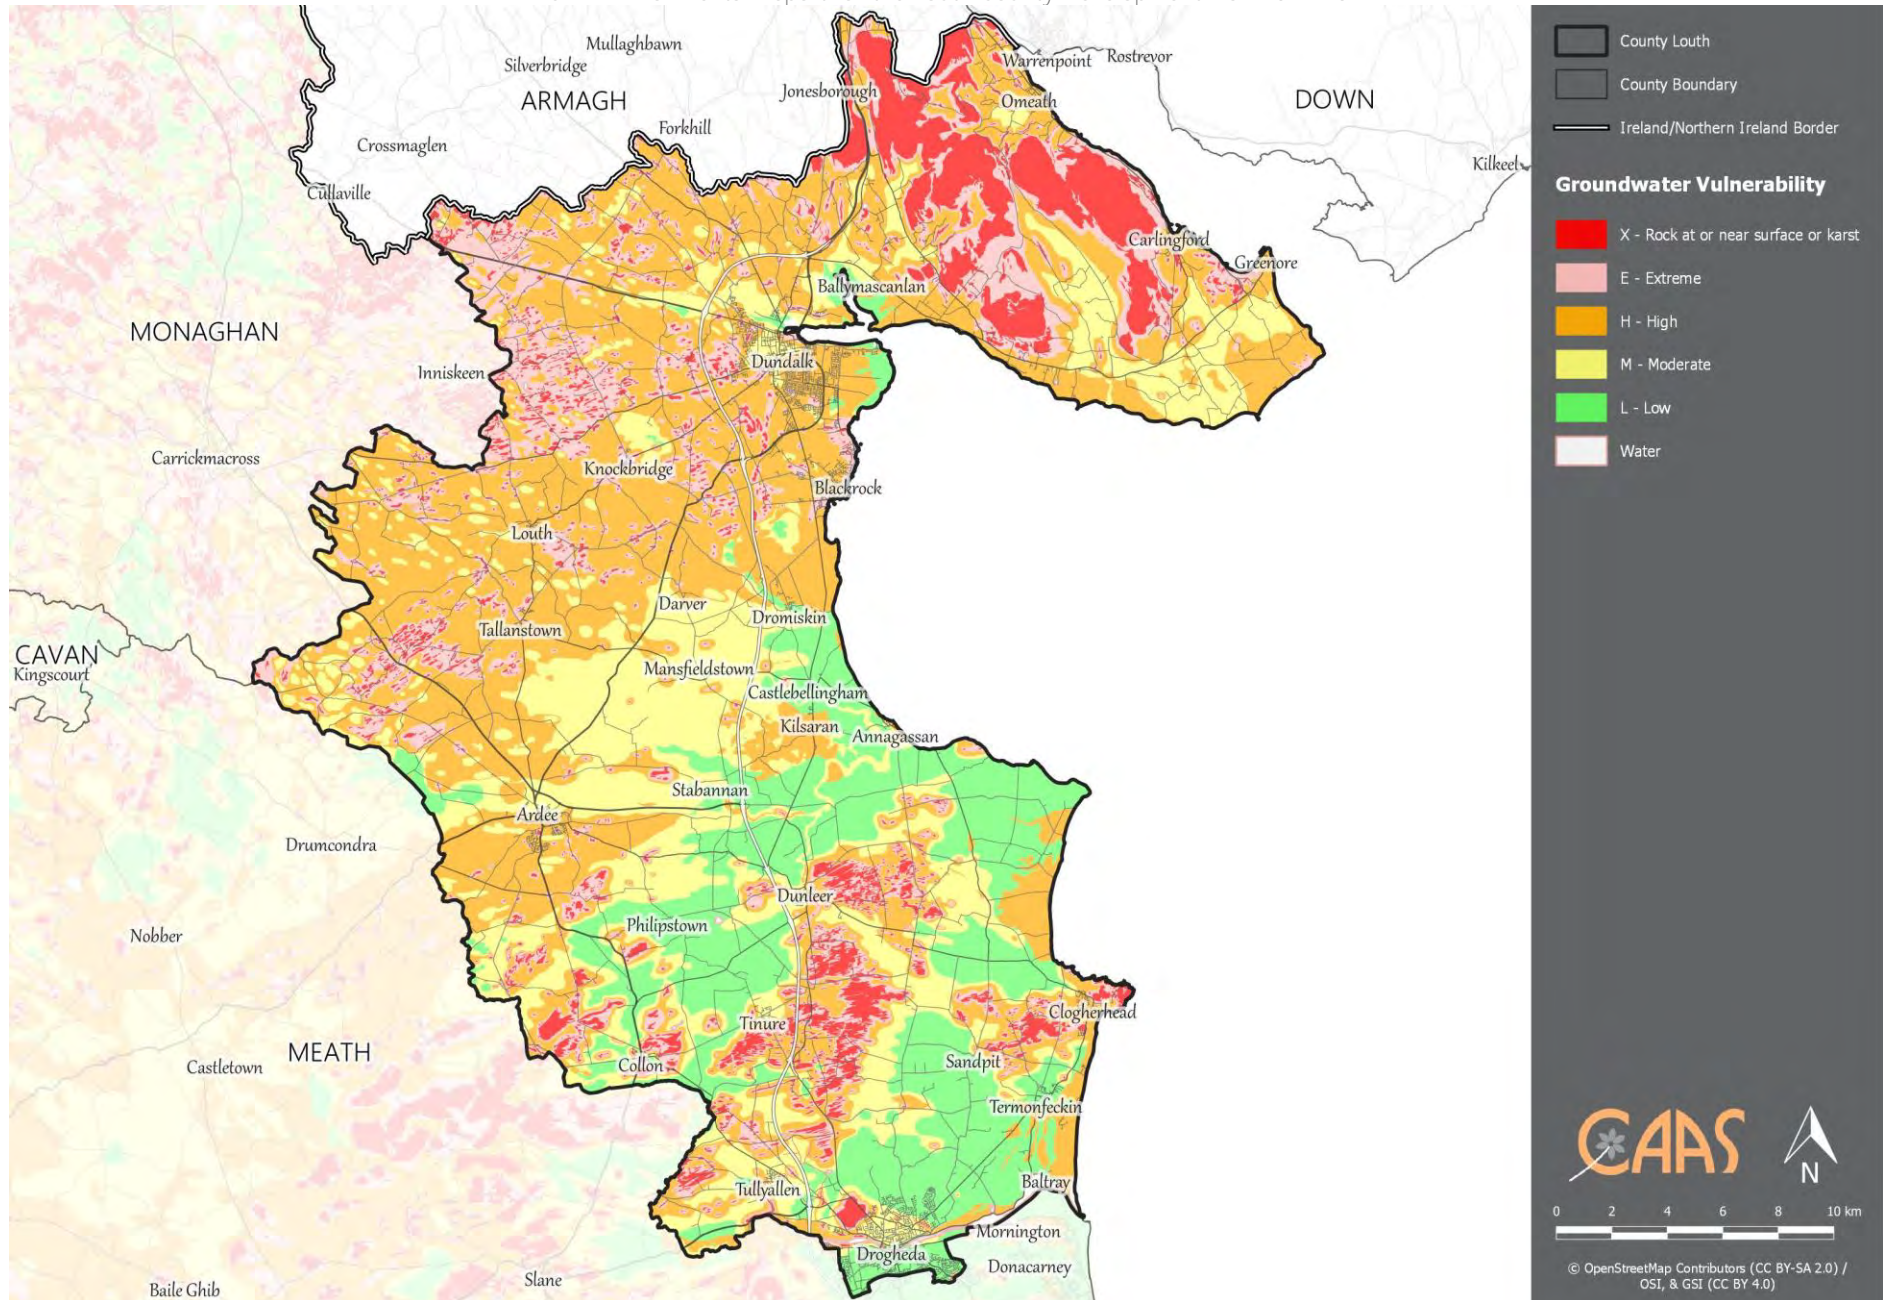 Mullaghbawn
Silverbridge
ARMAGH
Jonesborough
Warrenpoint
Rostrevor
Omeath
DOWN
Forkhill
Crossmaglen
Cullaville
Kilkeel
Carlingford
Greenore
Ballymascanlan
MONAGHAN
Inniskeen
Dundalk
Carrickmacross
Knockbridge
Blackrock
Louth
Darver
Dromiskin
Tallanstown
CAVAN
Kingscourt
Mansfieldstown
Castlebellingham
Kilsaran
Annagassan
Stabannan
Ardee
Drumcondra
Dunleer
Philipstown
Nobber
Clogherhead
Tinure
MEATH
Castletown
Collon
Sandpit
Termonfeckin
Tullyallen
Baltray
Mornington
Drogheda
Donacarney
Slane
Baile Ghib
County Louth
County Boundary
Ireland/Northern Ireland Border
Groundwater Vulnerability
X - Rock at or near surface or karst
E - Extreme
H - High
M - Moderate
L - Low
Water
CAAS
N
0 2 4 6 8 10 km
© OpenStreetMap Contributors (CC BY-SA 2.0) /
OSI, & GSI (CC BY 4.0)